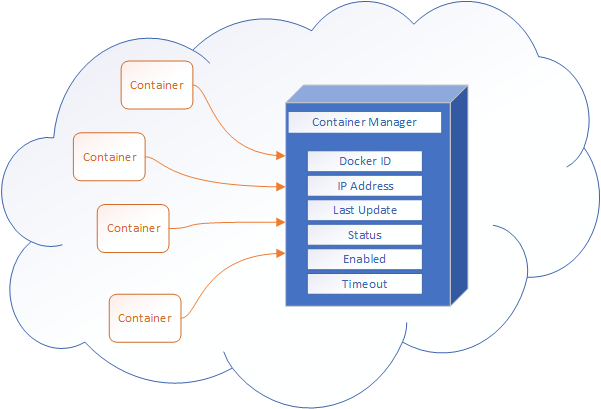 Container
Container
Container
Container
Container Manager
Docker ID
IP Address
Last Update
Status
Enabled
Timeout